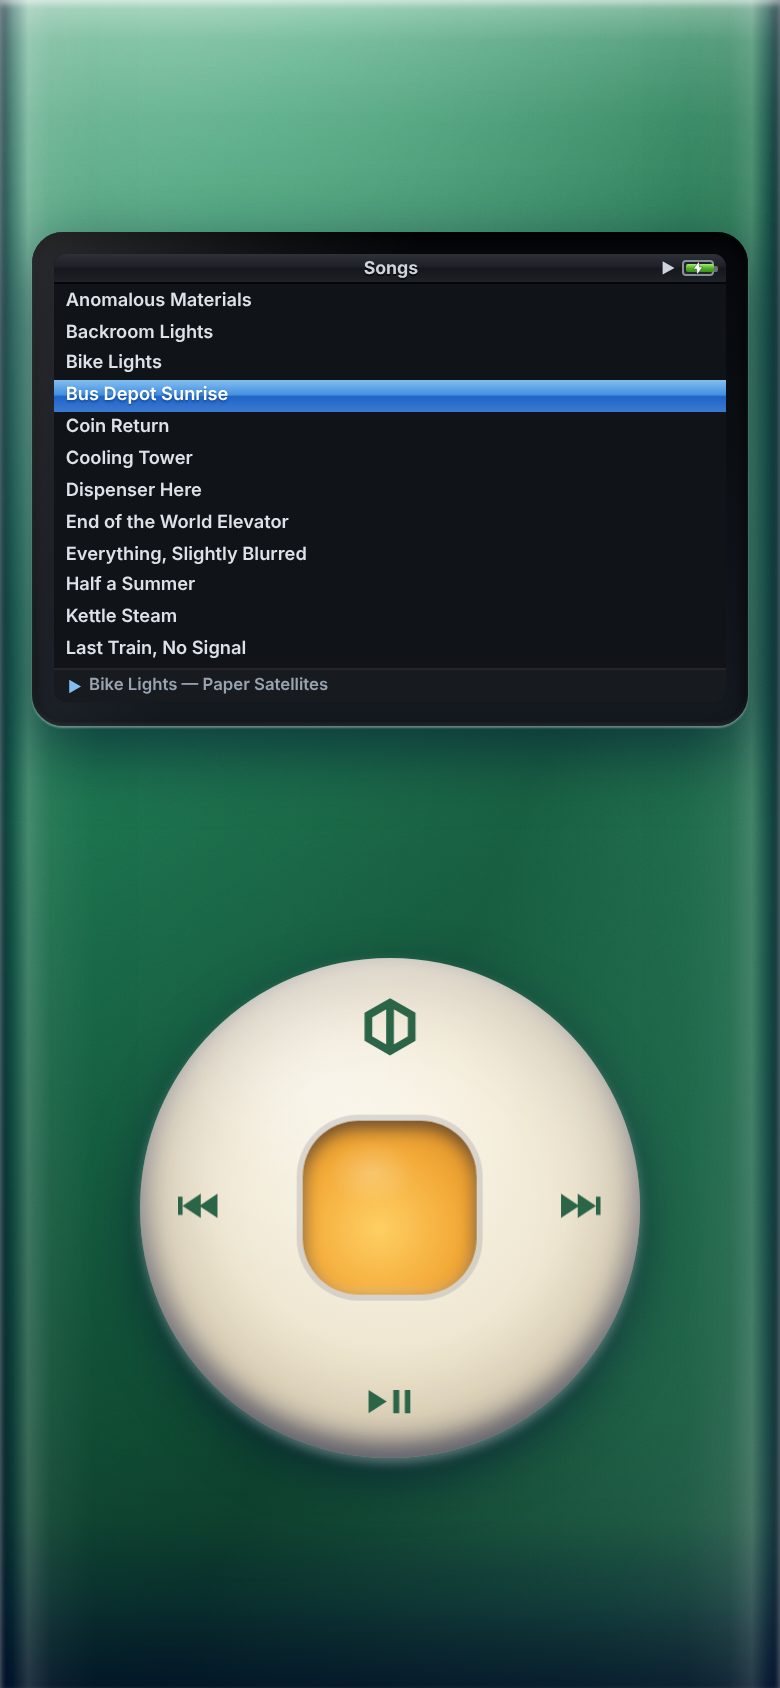 Songs
Anomalous Materials
Backroom Lights
Bike Lights
Bus Depot Sunrise
Coin Return
Cooling Tower
Dispenser Here
End of the World Elevator
Everything, Slightly Blurred
Half a Summer
Kettle Steam
Last Train, No Signal
Bike Lights — Paper Satellites